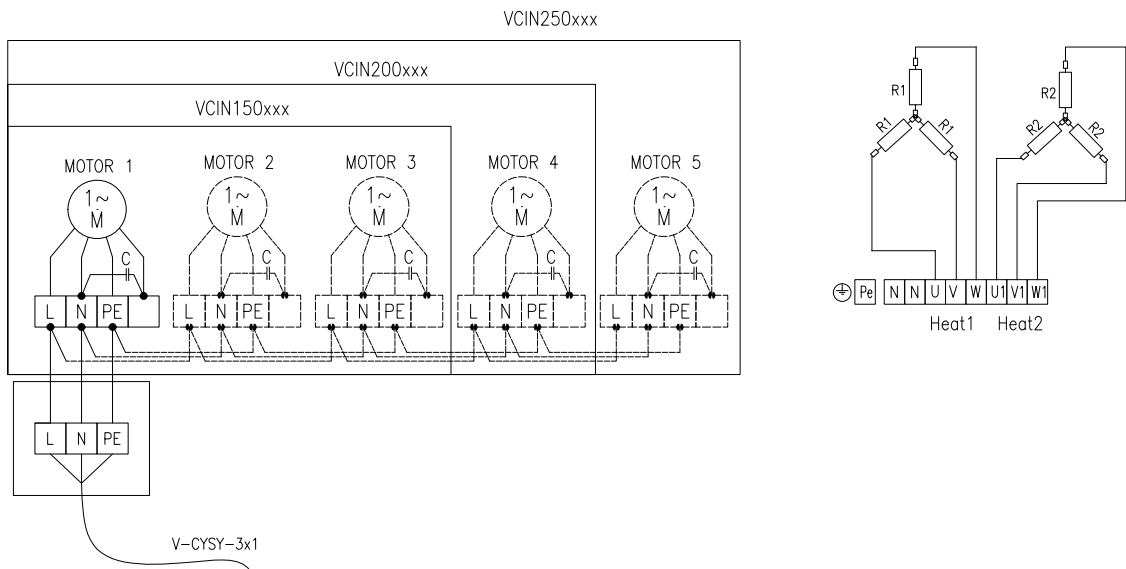 VCIN250xxx
VCIN200xxx
VCIN150xxx
MOTOR 1 MOTOR 2 MOTOR 3 MOTOR 4 MOTOR 5
1~ 1~ 1~ 1~ 1~
M M M M M
C C C C C
L N PE L N PE L N PE L N PE L N PE
L N PE
V-CYSY-3x1
R1 R2
R1 R1 R2 R2
Pe N N U V W U1 V1 W1
Heat1 Heat2